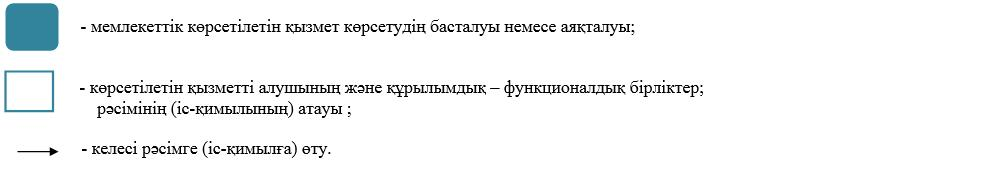 - мемлекеттік көрсетілетін қызмет көрсетудің басталуы немесе аяқталуы;
- көрсетілетін қызметті алушының және құрылымдық – функционалдық бірліктер;
рәсімінің (іс-қимылының) атауы ;
- келесі рәсімге (іс-қимылға) өту.